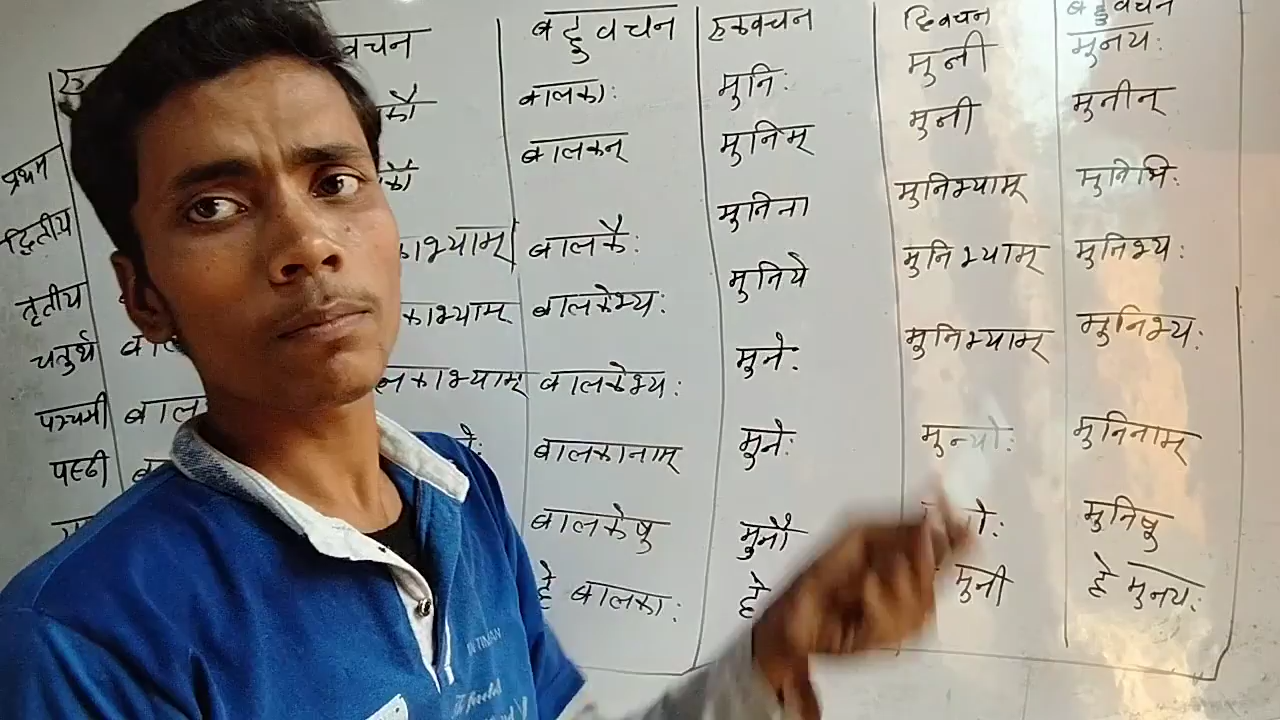 वचन बहुवचन एकवचन द्विवचन बहुवचन
प्रथम कौ बालकाः मुनिः मुनी मुनयः
द्वितीय कौ बालकन् मुनिम् मुनी मुनीन्
तृतीय काभ्याम् बालकैः मुनिना मुनिभ्याम् मुनिभिः
चतुर्थ बाल काभ्याम् बालकेभ्यः मुनिये मुनिभ्याम् मुनिभ्यः
पञ्चमी बाल लकाभ्याम् बालकेभ्यः मुनेः मुनिभ्याम् मुनिभ्यः
षष्ठी बालकानाम् मुनेः मुन्योः मुनिनाम्
बालकेषु मुनौ योः मुनिषु
हे बालकाः हे मुनी हे मुनयः